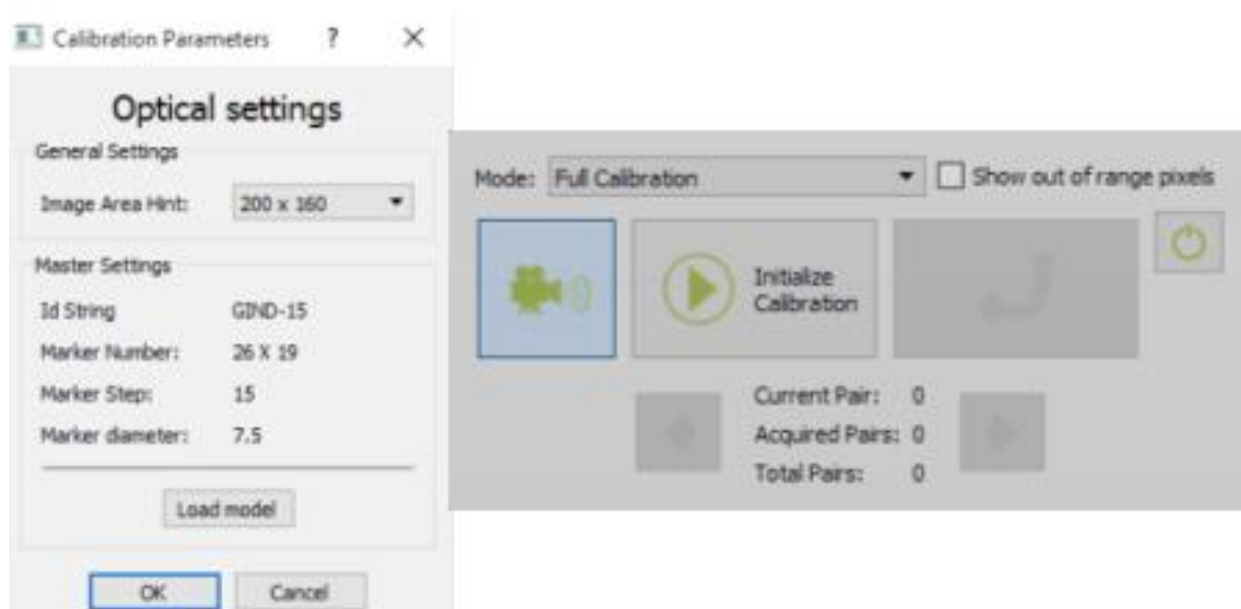 Calibration Parameters ?
Optical settings
General Settings
Image Area Hint: 200 x 160
Master Settings
Id String GIND-15
Marker Number: 26 X 19
Marker Step: 15
Marker diameter: 7.5
Load model
OK Cancel
Mode: Full Calibration Show out of range pixels
Initialize
Calibration
Current Pair: 0
Acquired Pairs: 0
Total Pairs: 0